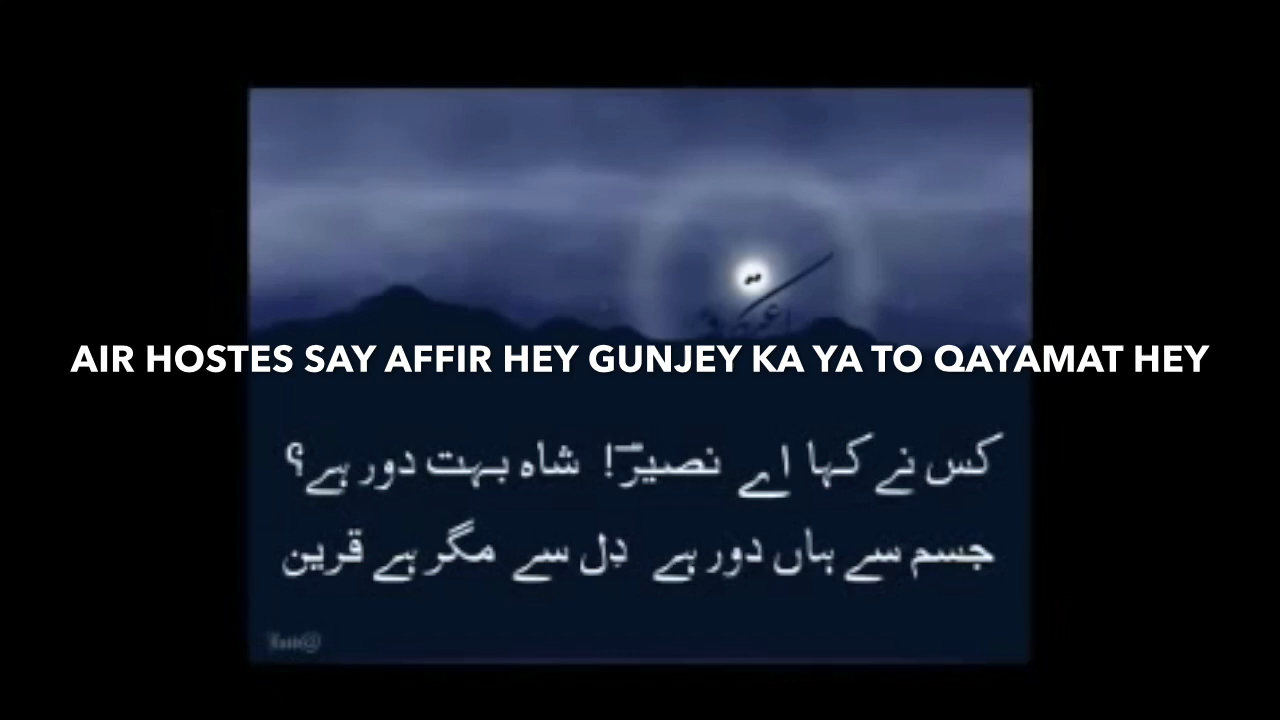 AIR HOSTES SAY AFFIR HEY GUNJEY KA YA TO QAYAMAT HEY
کس نے کہا اے نصیرؔ! شاہ بہت دور ہے؟
جسم سے ہاں دور ہے دِل سے مگر ہے قرین